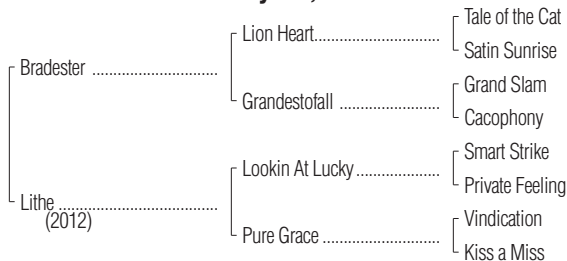 Tale of the Cat
Lion Heart
Satin Sunrise
Bradester
Grand Slam
Grandestofall
Cacophony
Smart Strike
Lookin At Lucky
Private Feeling
Lithe
(2012)
Vindication
Pure Grace
Kiss a Miss